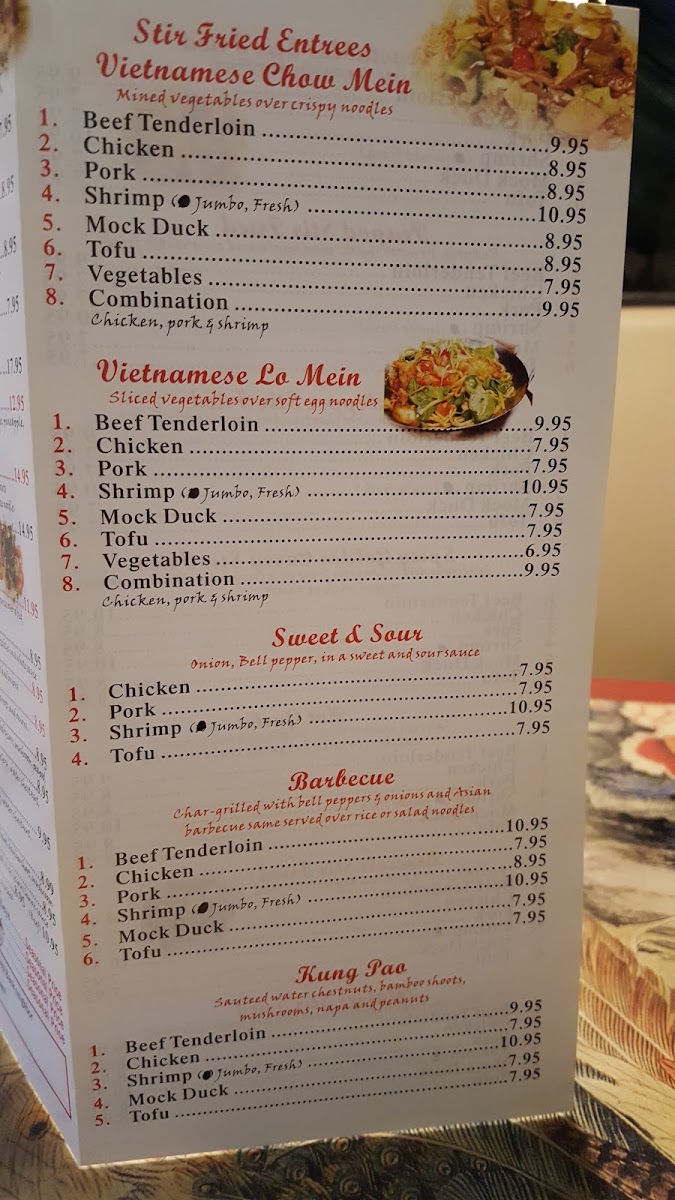 Stir Fried Entrees
Vietnamese Chow Mein
Mined vegetables over crispy noodles
1. Beef Tenderloin 9.95
2. Chicken 8.95
3. Pork 8.95
4. Shrimp (Jumbo, Fresh) 10.95
5. Mock Duck 8.95
6. Tofu 8.95
7. Vegetables 7.95
8. Combination 9.95
Chicken, pork & shrimp
Vietnamese Lo Mein
Sliced vegetables over soft egg noodles
1. Beef Tenderloin 9.95
2. Chicken 7.95
3. Pork 7.95
4. Shrimp (Jumbo, Fresh) 10.95
5. Mock Duck 7.95
6. Tofu 7.95
7. Vegetables 6.95
8. Combination 9.95
Chicken, pork & shrimp
Sweet & Sour
Onion, Bell pepper, in a sweet and sour sauce
1. Chicken 7.95
2. Pork 7.95
3. Shrimp (Jumbo, Fresh) 10.95
4. Tofu 7.95
Barbecue
Char-grilled with bell peppers & onions and Asian
barbecue same served over rice or salad noodles
1. Beef Tenderloin 10.95
2. Chicken 7.95
3. Pork 8.95
4. Shrimp (Jumbo, Fresh) 10.95
5. Mock Duck 7.95
6. Tofu 7.95
Kung Pao
Sauteed water chestnuts, bamboo shoots,
mushrooms, napa and peanuts
1. Beef Tenderloin 9.95
2. Chicken 7.95
3. Shrimp (Jumbo, Fresh) 10.95
4. Mock Duck 7.95
5. Tofu 7.95